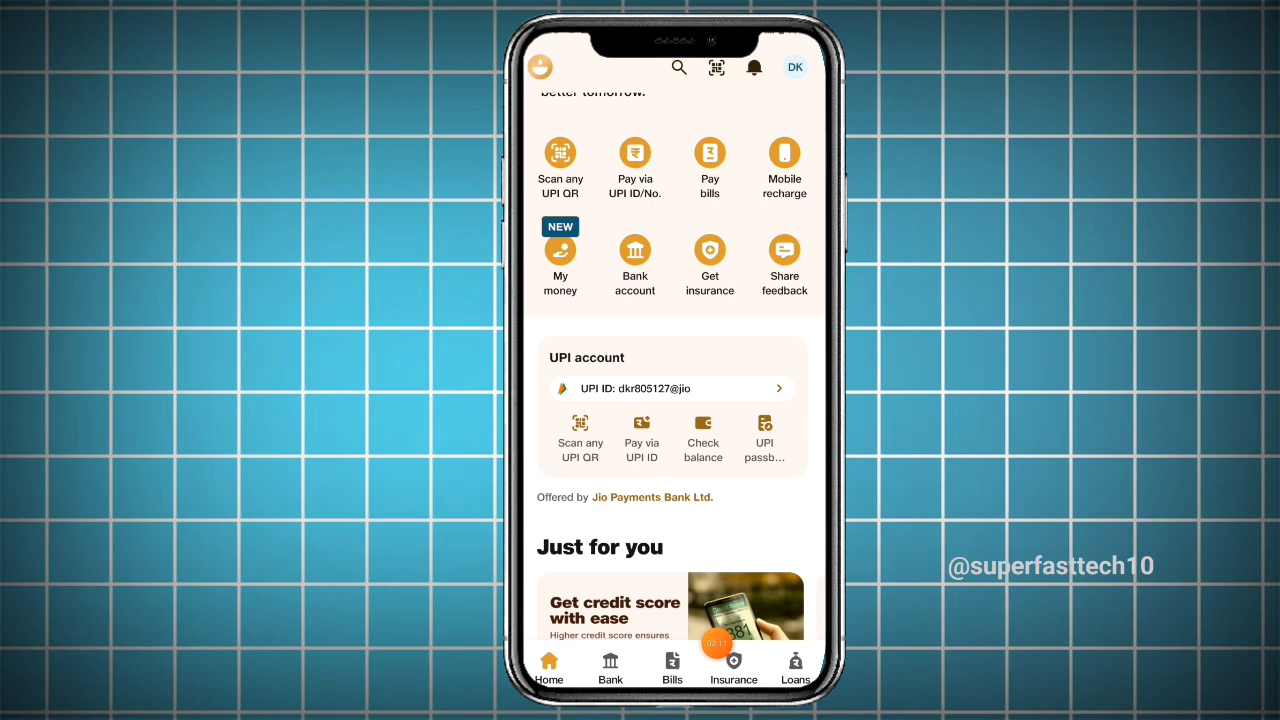 DK
better tomorrow.
Scan any
UPI QR
Pay via
UPI ID/No.
Pay
bills
Mobile
recharge
NEW
My
money
Bank
account
Get
insurance
Share
feedback
UPI account
UPI ID: dkr805127@jio
Scan any
UPI QR
Pay via
UPI ID
Check
balance
UPI
passb...
Offered by Jio Payments Bank Ltd.
Just for you
Get credit score
with ease
Higher credit score ensures
881
02:11
Home
Bank
Bills
Insurance
Loans
@superfasttech10